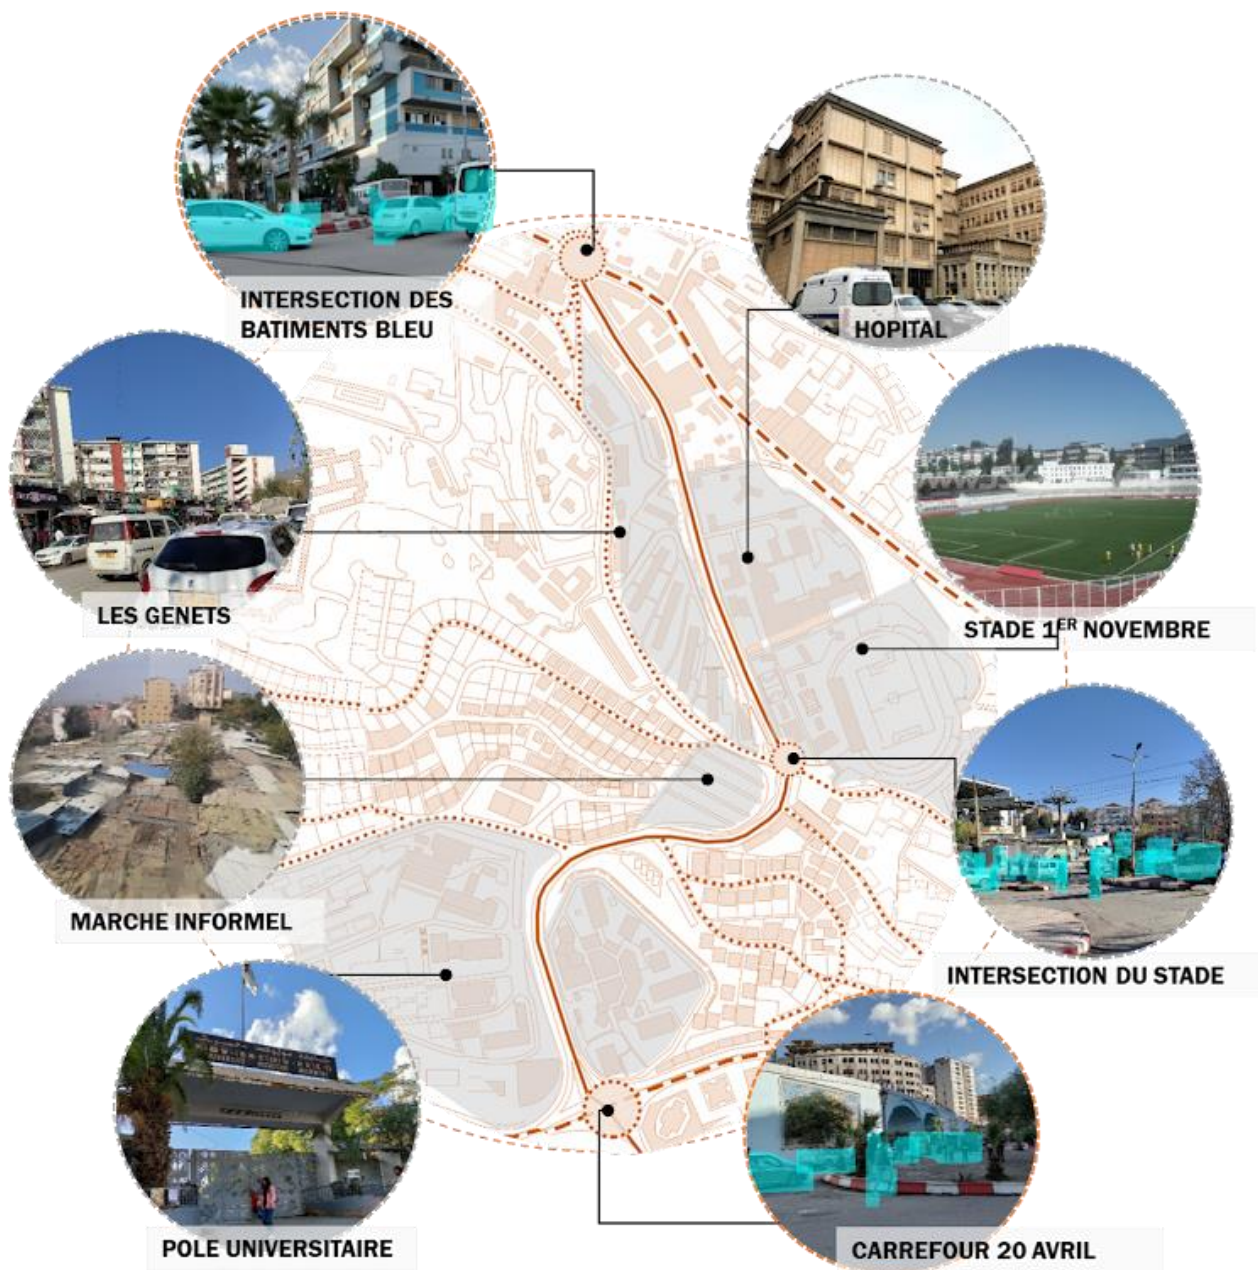 INTERSECTION DES
BATIMENTS BLEU
HOPITAL
LES GENETS
STADE 1ER NOVEMBRE
MARCHE INFORMEL
INTERSECTION DU STADE
POLE UNIVERSITAIRE
CARREFOUR 20 AVRIL